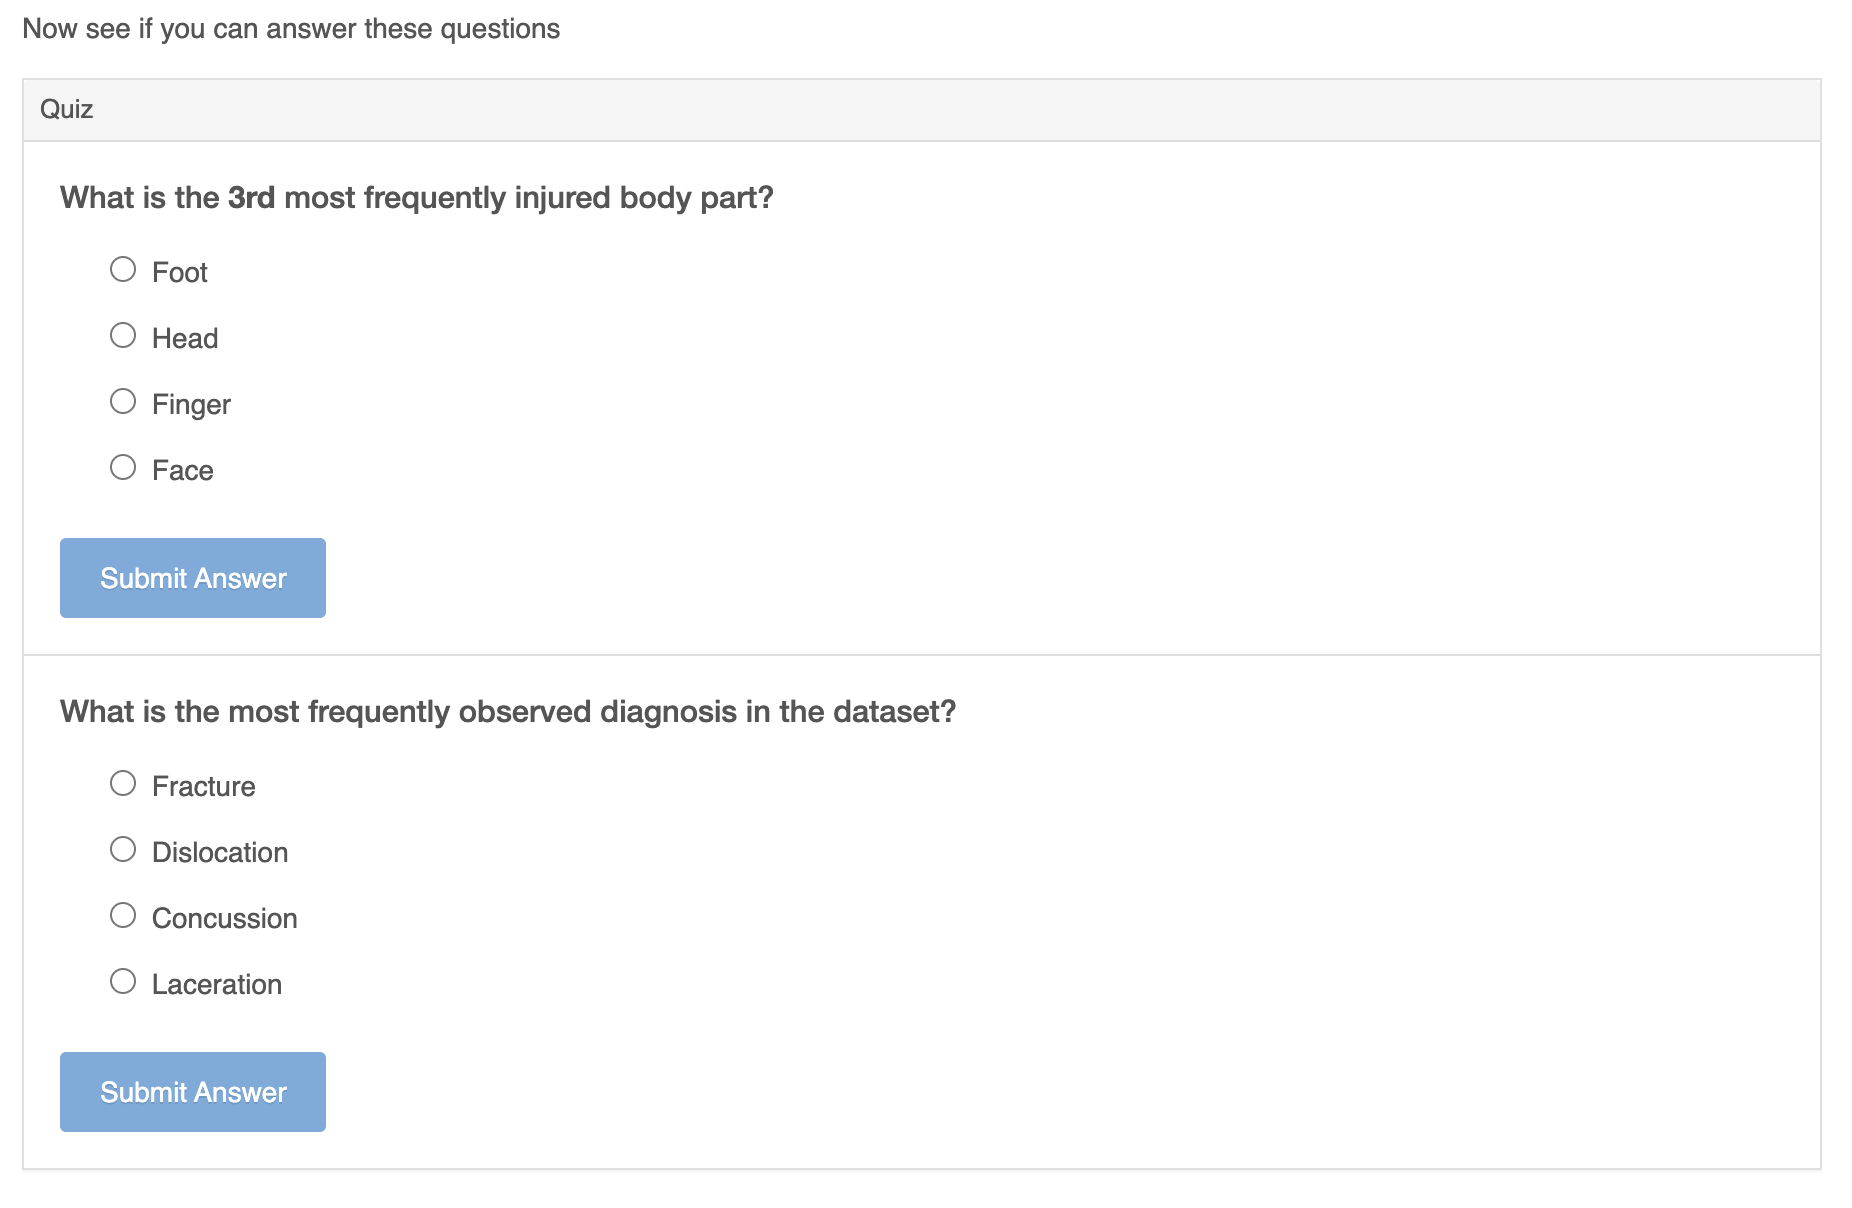 Now see if you can answer these questions
Quiz
What is the 3rd most frequently injured body part?
Foot
Head
Finger
Face
Submit Answer
What is the most frequently observed diagnosis in the dataset?
Fracture
Dislocation
Concussion
Laceration
Submit Answer